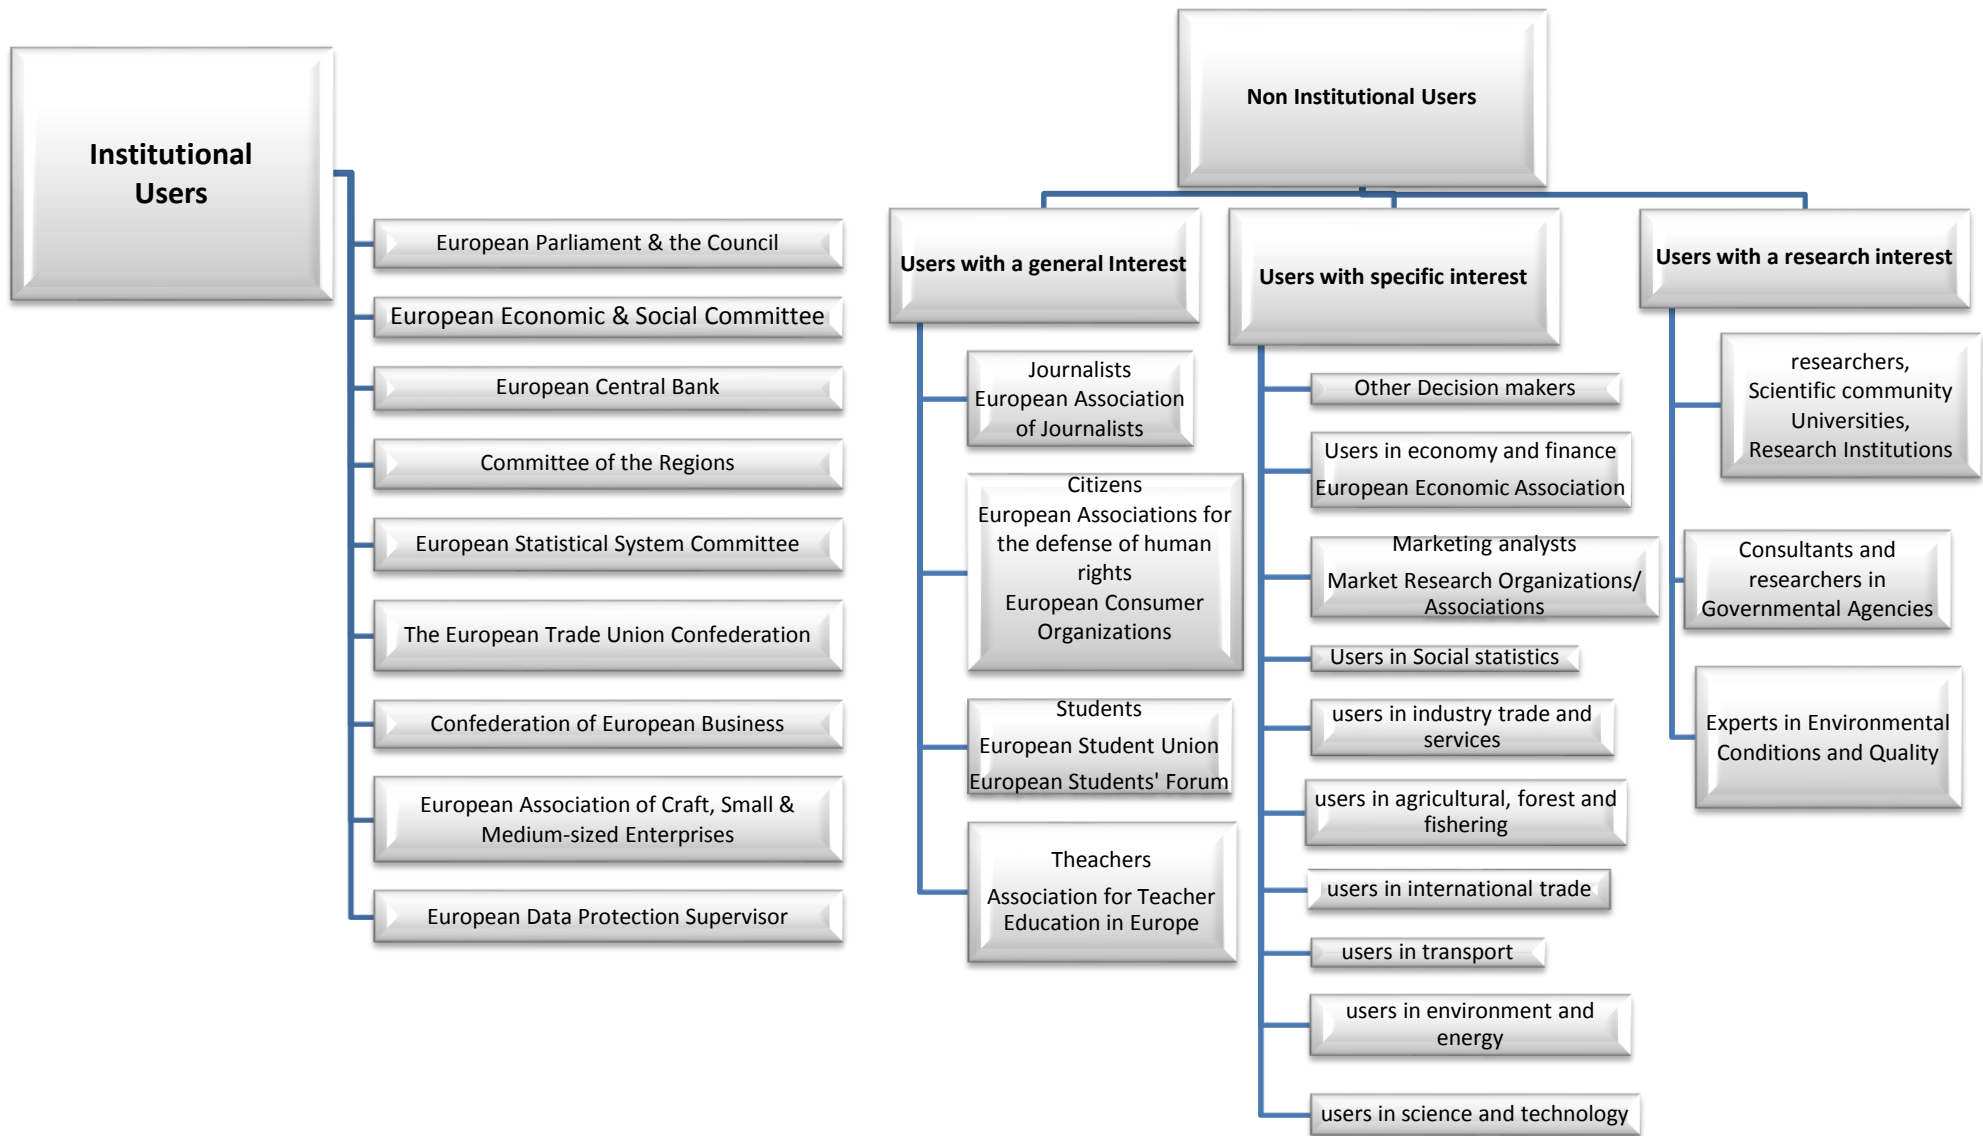 Institutional
Users
European Parliament & the Council
European Economic & Social Committee
European Central Bank
Committee of the Regions
European Statistical System Committee
The European Trade Union Confederation
Confederation of European Business
European Association of Craft, Small &
Medium-sized Enterprises
European Data Protection Supervisor
Non Institutional Users
Users with a general Interest
Journalists
European Association
of Journalists
Citizens
European Associations for
the defense of human
rights
European Consumer
Organizations
Students
European Student Union
European Students' Forum
Theachers
Association for Teacher
Education in Europe
Users with specific interest
Other Decision makers
Users in economy and finance
European Economic Association
Marketing analysts
Market Research Organizations/
Associations
Users in Social statistics
users in industry trade and
services
users in agricultural, forest and
fishering
users in international trade
users in transport
users in environment and
energy
users in science and technology
Users with a research interest
researchers,
Scientific community
Universities,
Research Institutions
Consultants and
researchers in
Governmental Agencies
Experts in Environmental
Conditions and Quality